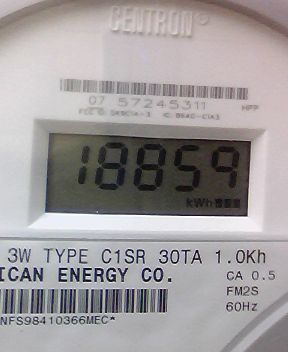 CENTRON®
07 57245311 HPP
18859
kWh
3W TYPE C1SR 30TA 1.0Kh
ICAN ENERGY CO. CA 0.5
FM2S
60Hz
NFS98410366MEC*